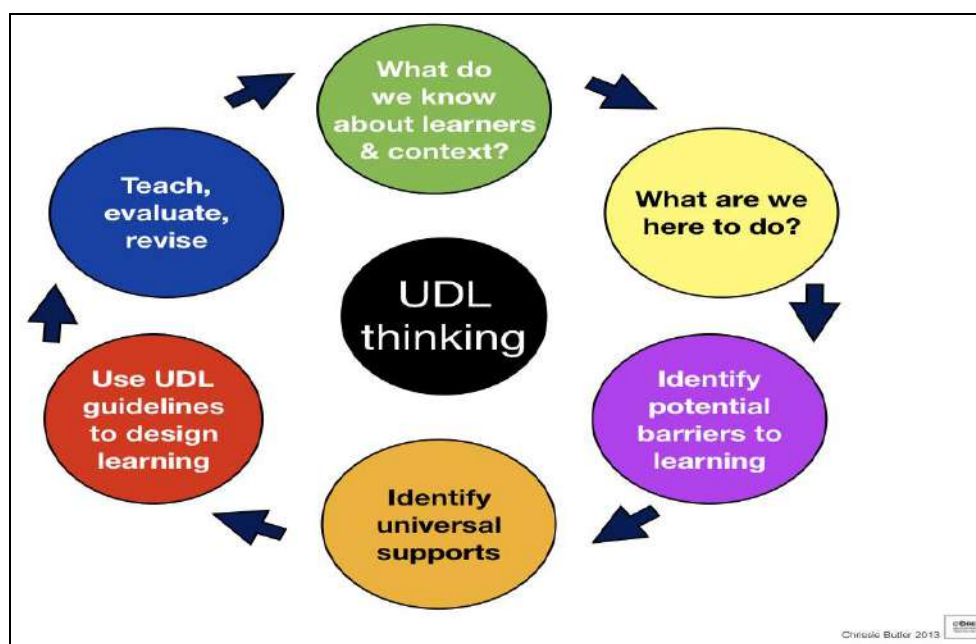 What do
we know
about learners
& context?
What are we
here to do?
Identify
potential
barriers to
learning
Identify
universal
supports
Use UDL
guidelines
to design
learning
Teach,
evaluate,
revise
UDL
thinking
Chrissie Butler 2013